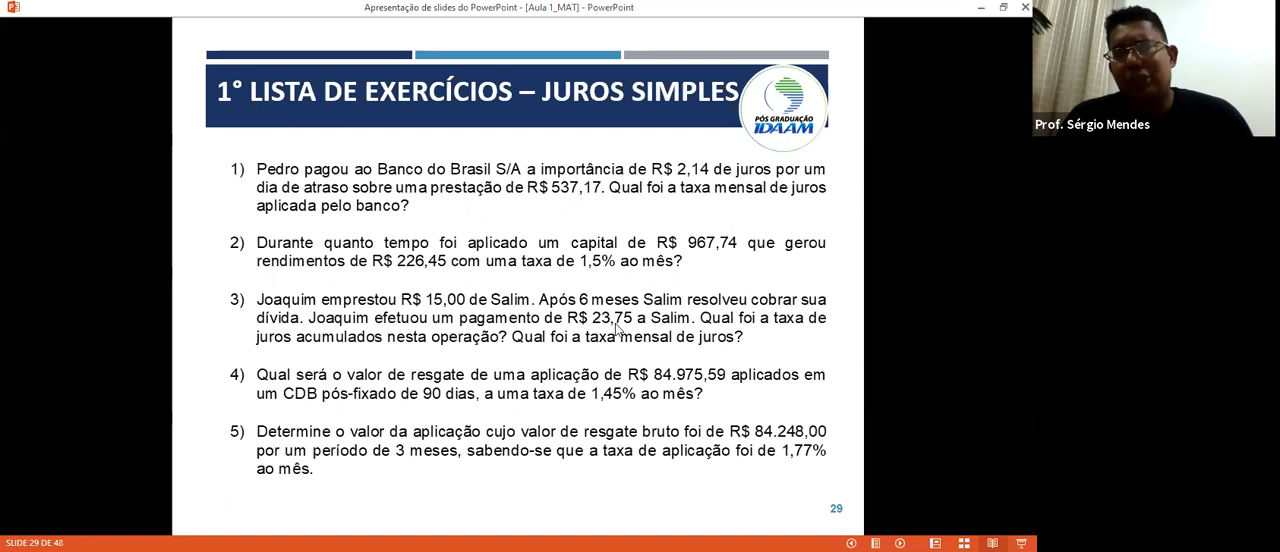 Apresentação de slides do PowerPoint - [Aula 1_MAT] - PowerPoint
1° LISTA DE EXERCÍCIOS – JUROS SIMPLES
PÓS GRADUAÇÃO
IDAAM
Prof. Sérgio Mendes
1) Pedro pagou ao Banco do Brasil S/A a importância de R$ 2,14 de juros por um
dia de atraso sobre uma prestação de R$ 537,17. Qual foi a taxa mensal de juros
aplicada pelo banco?
2) Durante quanto tempo foi aplicado um capital de R$ 967,74 que gerou
rendimentos de R$ 226,45 com uma taxa de 1,5% ao mês?
3) Joaquim emprestou R$ 15,00 de Salim. Após 6 meses Salim resolveu cobrar sua
dívida. Joaquim efetuou um pagamento de R$ 23,75 a Salim. Qual foi a taxa de
juros acumulados nesta operação? Qual foi a taxa mensal de juros?
4) Qual será o valor de resgate de uma aplicação de R$ 84.975,59 aplicados em
um CDB pós-fixado de 90 dias, a uma taxa de 1,45% ao mês?
5) Determine o valor da aplicação cujo valor de resgate bruto foi de R$ 84.248,00
por um período de 3 meses, sabendo-se que a taxa de aplicação foi de 1,77%
ao mês.
29
SLIDE 29 DE 48